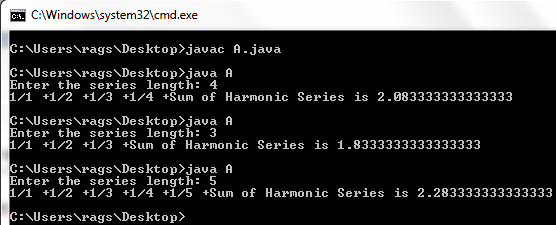 C:\Windows\system32\cmd.exe
C:\Users\rags\Desktop>javac A.java
C:\Users\rags\Desktop>java A
Enter the series length: 4
1/1 +1/2 +1/3 +1/4 +Sum of Harmonic Series is 2.083333333333333
C:\Users\rags\Desktop>java A
Enter the series length: 3
1/1 +1/2 +1/3 +Sum of Harmonic Series is 1.8333333333333333
C:\Users\rags\Desktop>java A
Enter the series length: 5
1/1 +1/2 +1/3 +1/4 +1/5 +Sum of Harmonic Series is 2.283333333333333
C:\Users\rags\Desktop>